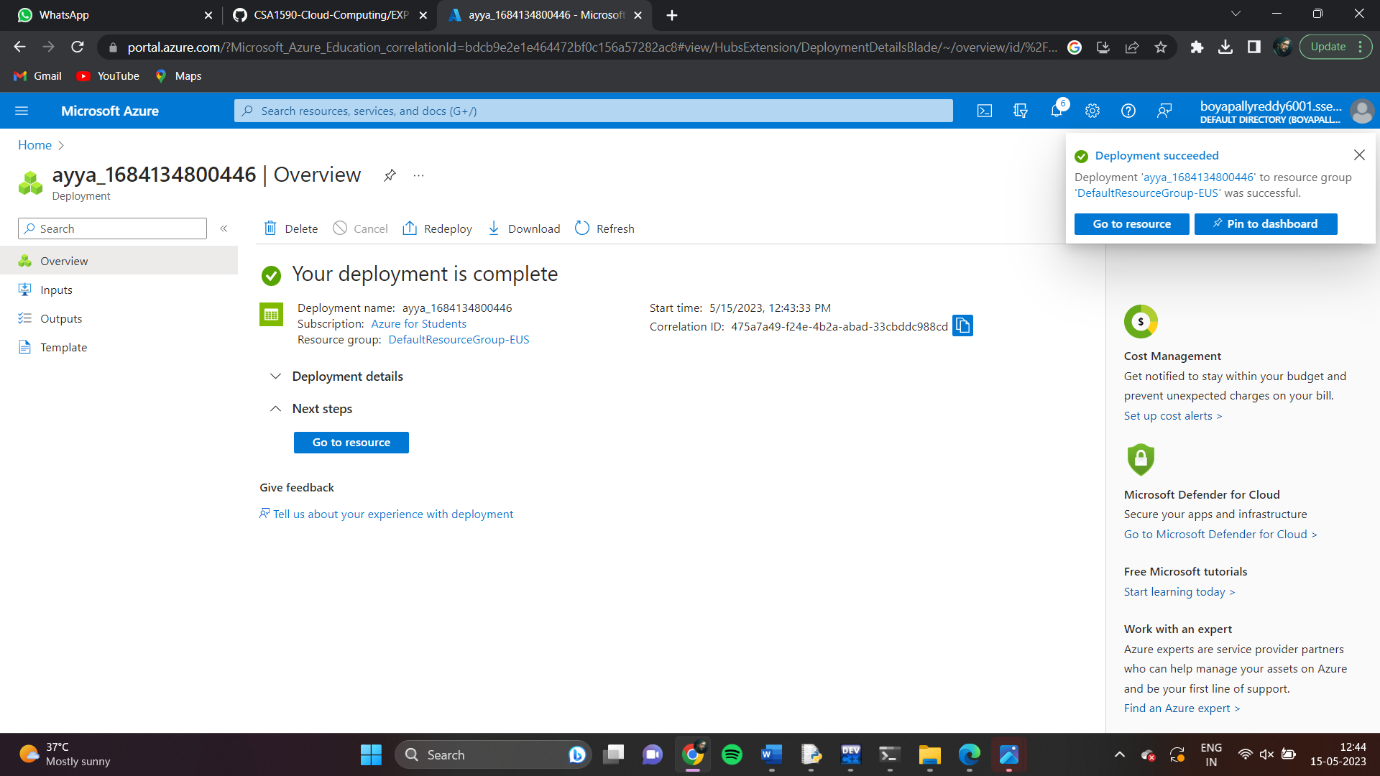 WhatsApp
CSA1590-Cloud-Computing/EXP
ayya_1684134800446 - Microsoft
portal.azure.com/?Microsoft_Azure_Education_correlationId=bdcb9e2e1e464472bf0c156a57282ac8#view/HubsExtension/DeploymentDetailsBlade/~/overview/id/%2F...
Update
Gmail
YouTube
Maps
Microsoft Azure
Search resources, services, and docs (G+/)
6
boyapallyreddy6001.sse...
DEFAULT DIRECTORY (BOYAPALL...
Home
ayya_1684134800446 | Overview
Deployment
Deployment succeeded
Deployment 'ayya_1684134800446' to resource group
'DefaultResourceGroup-EUS' was successful.
Go to resource
Pin to dashboard
Search
Delete
Cancel
Redeploy
Download
Refresh
Overview
Inputs
Outputs
Template
Your deployment is complete
Deployment name: ayya_1684134800446
Subscription: Azure for Students
Resource group: DefaultResourceGroup-EUS
Start time: 5/15/2023, 12:43:33 PM
Correlation ID: 475a7a49-f24e-4b2a-abad-33cbddc988cd
Deployment details
Next steps
Go to resource
Give feedback
Tell us about your experience with deployment
Cost Management
Get notified to stay within your budget and
prevent unexpected charges on your bill.
Set up cost alerts >
Microsoft Defender for Cloud
Secure your apps and infrastructure
Go to Microsoft Defender for Cloud >
Free Microsoft tutorials
Start learning today >
Work with an expert
Azure experts are service provider partners
who can help manage your assets on Azure
and be your first line of support.
Find an Azure expert >
37°C
Mostly sunny
Search
DEV
ENG
IN
12:44
15-05-2023